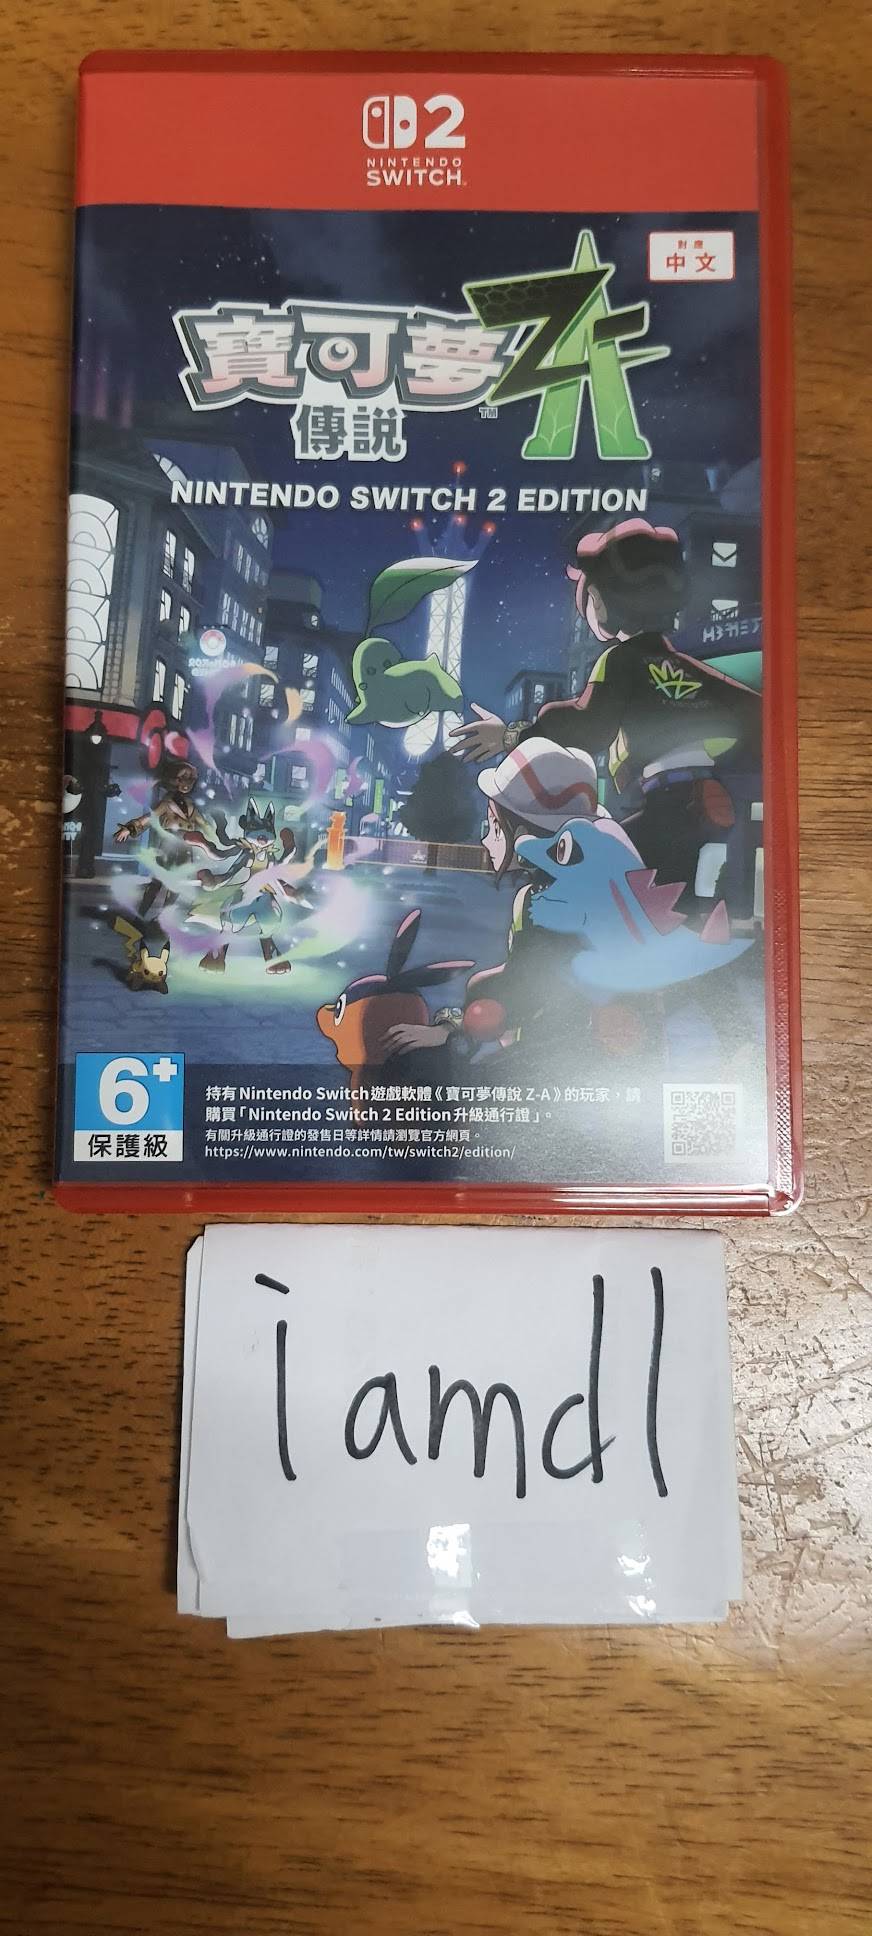 2
NINTENDO
SWITCH™
對應
中文
寶可夢
Z-A
傳說
™
NINTENDO SWITCH 2 EDITION
6+
保護級
持有Nintendo Switch遊戲軟體《寶可夢傳說 Z-A》的玩家，請
購買「Nintendo Switch 2 Edition升級通行證」。
有關升級通行證的發售日等詳情請瀏覽官方網頁。
https://www.nintendo.com/tw/switch2/edition/
iamdl